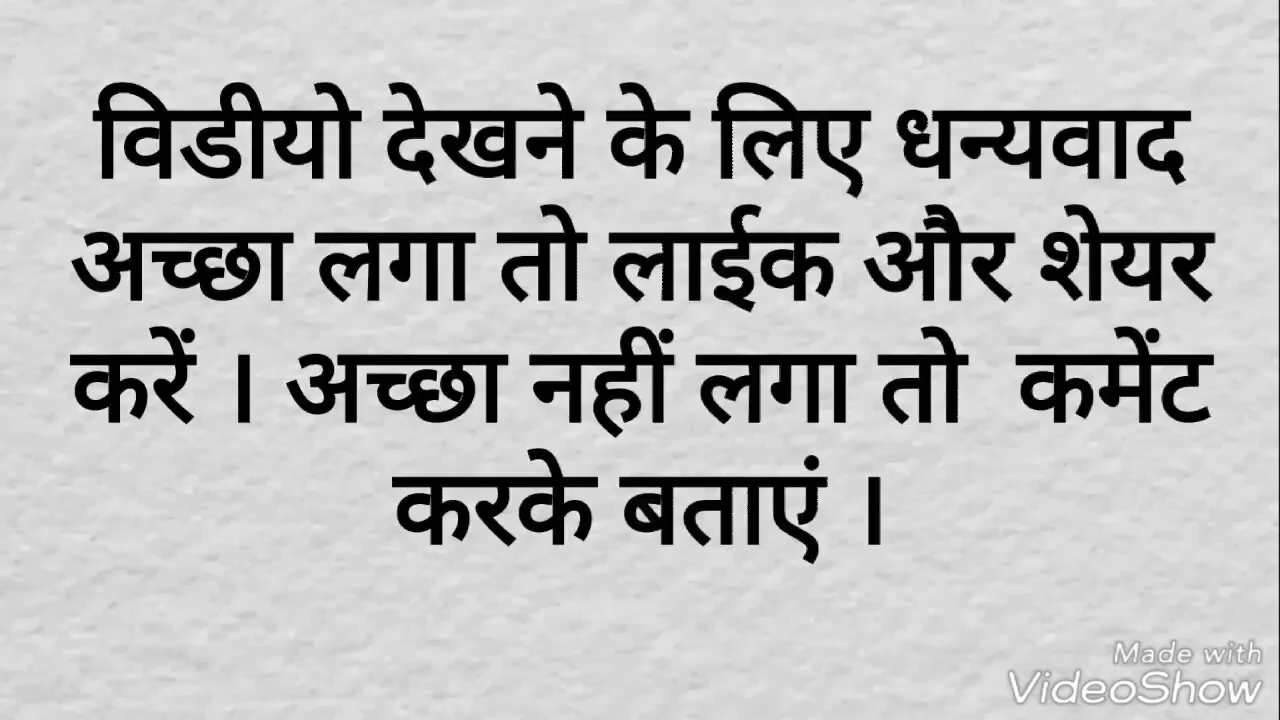 विडीयो देखने के लिए धन्यवाद
अच्छा लगा तो लाईक और शेयर
करें । अच्छा नहीं लगा तो कमेंट
करके बताएं ।
Made with
VideoShow